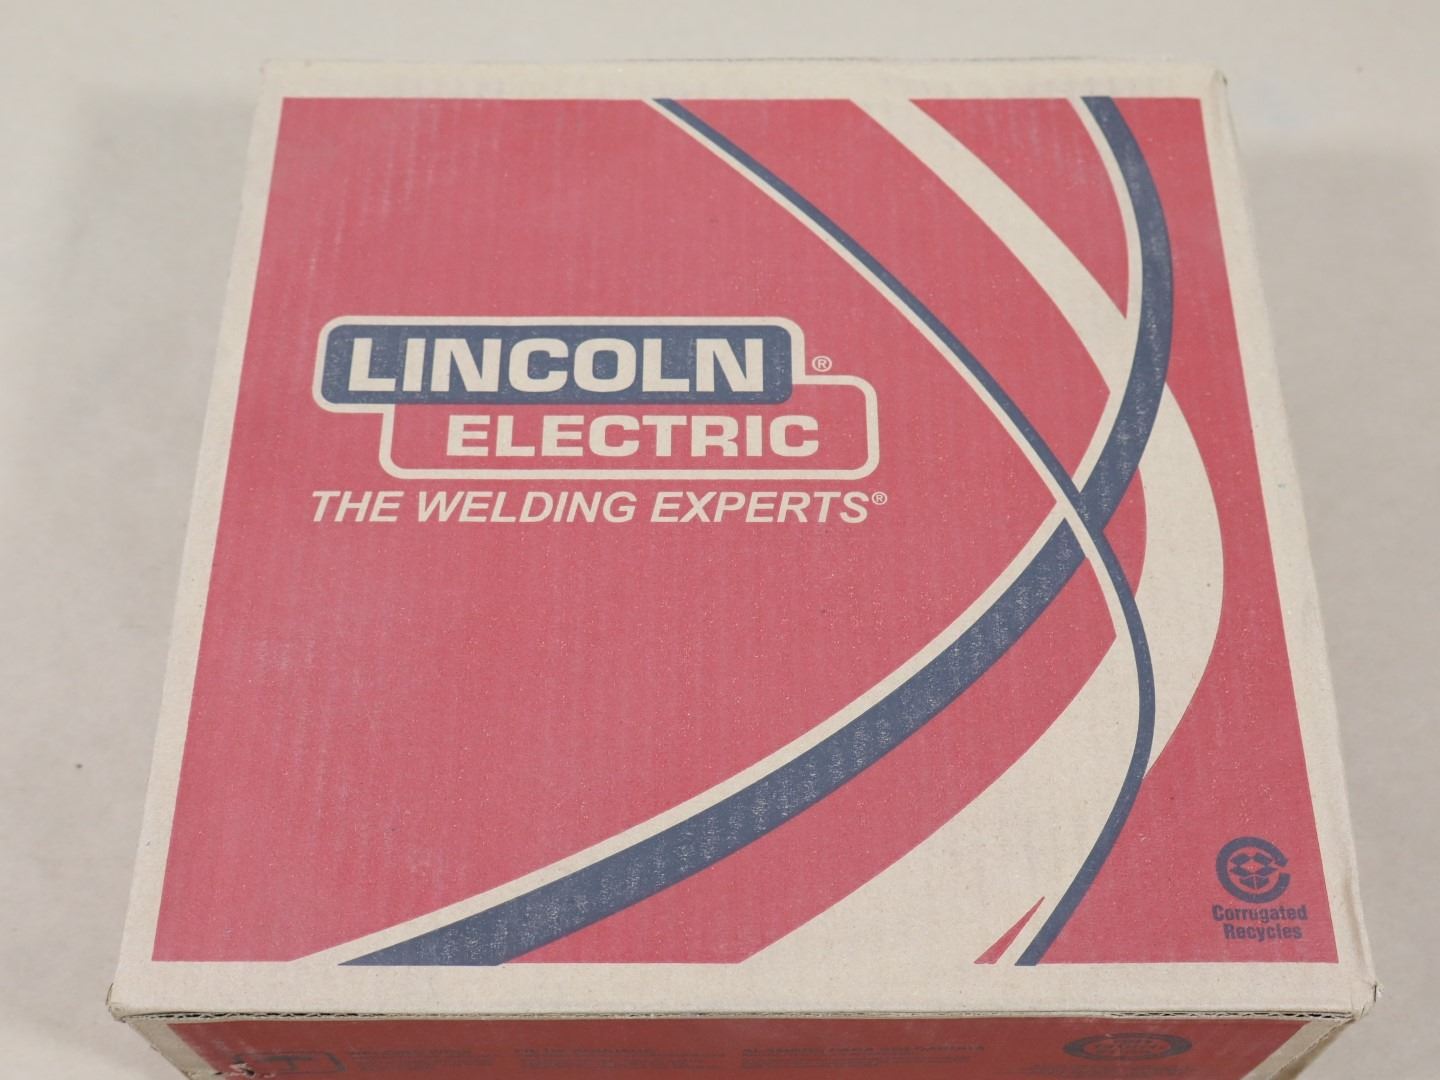 LINCOLN ®
ELECTRIC
THE WELDING EXPERTS®
Corrugated
Recycles